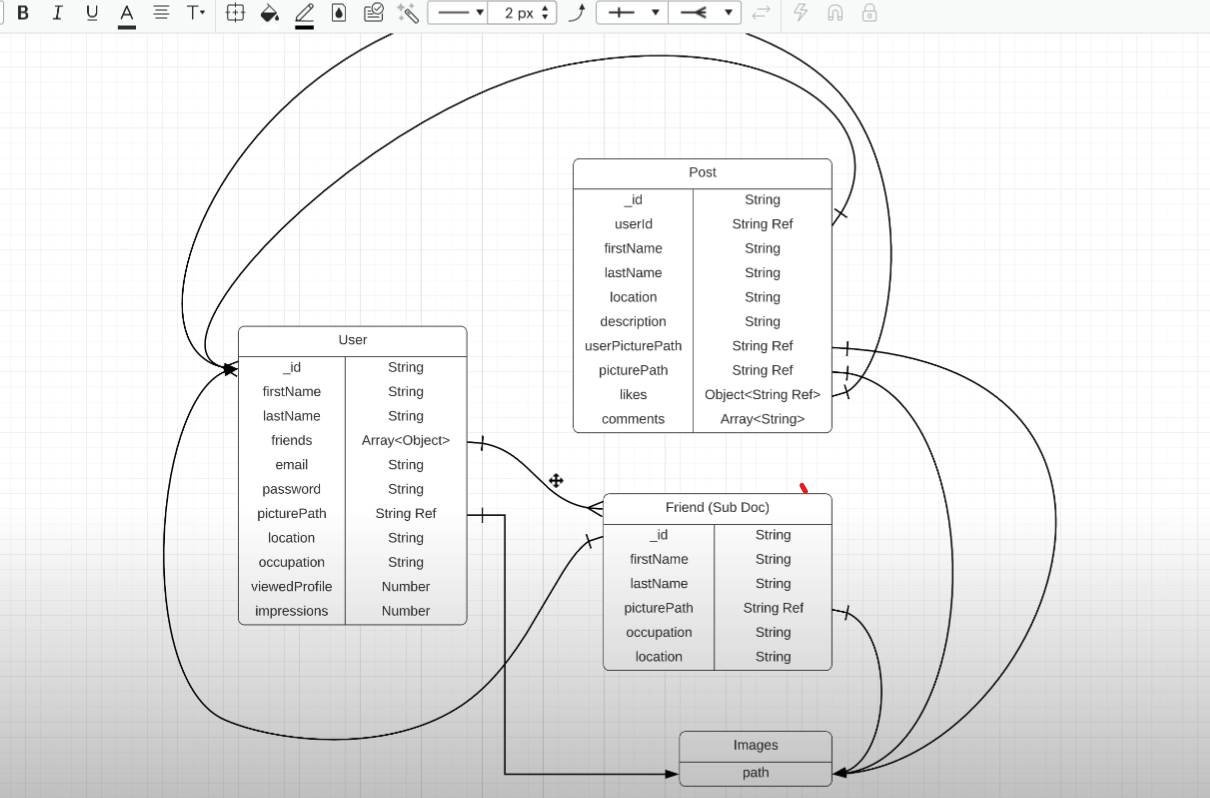 B I U A T
2 px
Post
_id String
userId String Ref
firstName String
lastName String
location String
description String
userPicturePath String Ref
picturePath String Ref
likes Object<String Ref>
comments Array<String>
User
_id String
firstName String
lastName String
friends Array<Object>
email String
password String
picturePath String Ref
location String
occupation String
viewedProfile Number
impressions Number
Friend (Sub Doc)
_id String
firstName String
lastName String
picturePath String Ref
occupation String
location String
Images
path